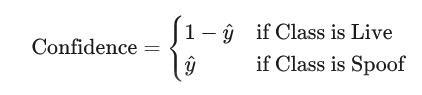 Confidence = { 1 − ŷ if Class is Live
ŷ if Class is Spoof